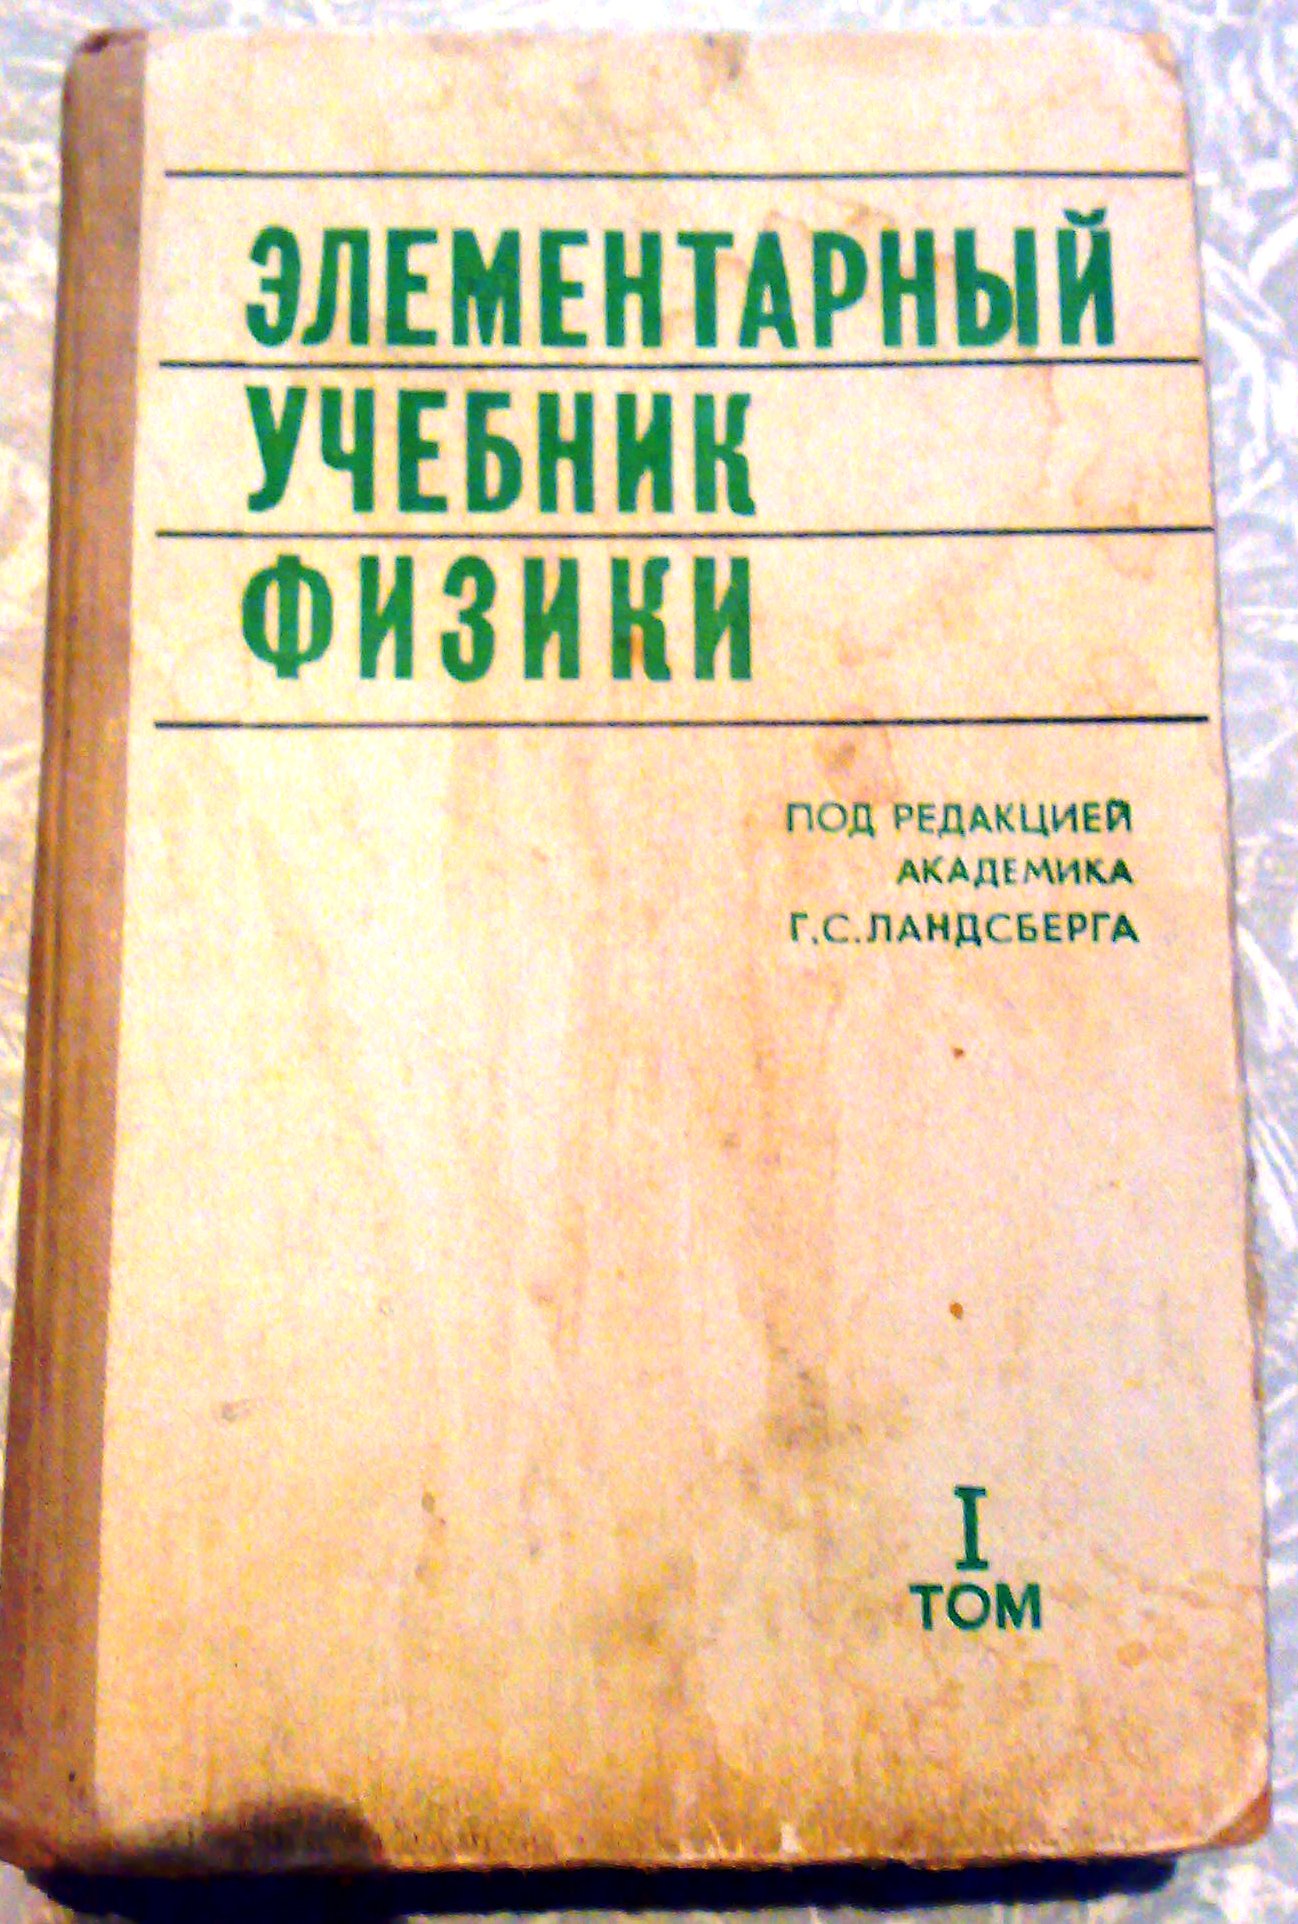 ЭЛЕМЕНТАРНЫЙ
УЧЕБНИК
ФИЗИКИ
ПОД РЕДАКЦИЕЙ
АКАДЕМИКА
Г.С.ЛАНДСБЕРГА
I
ТОМ